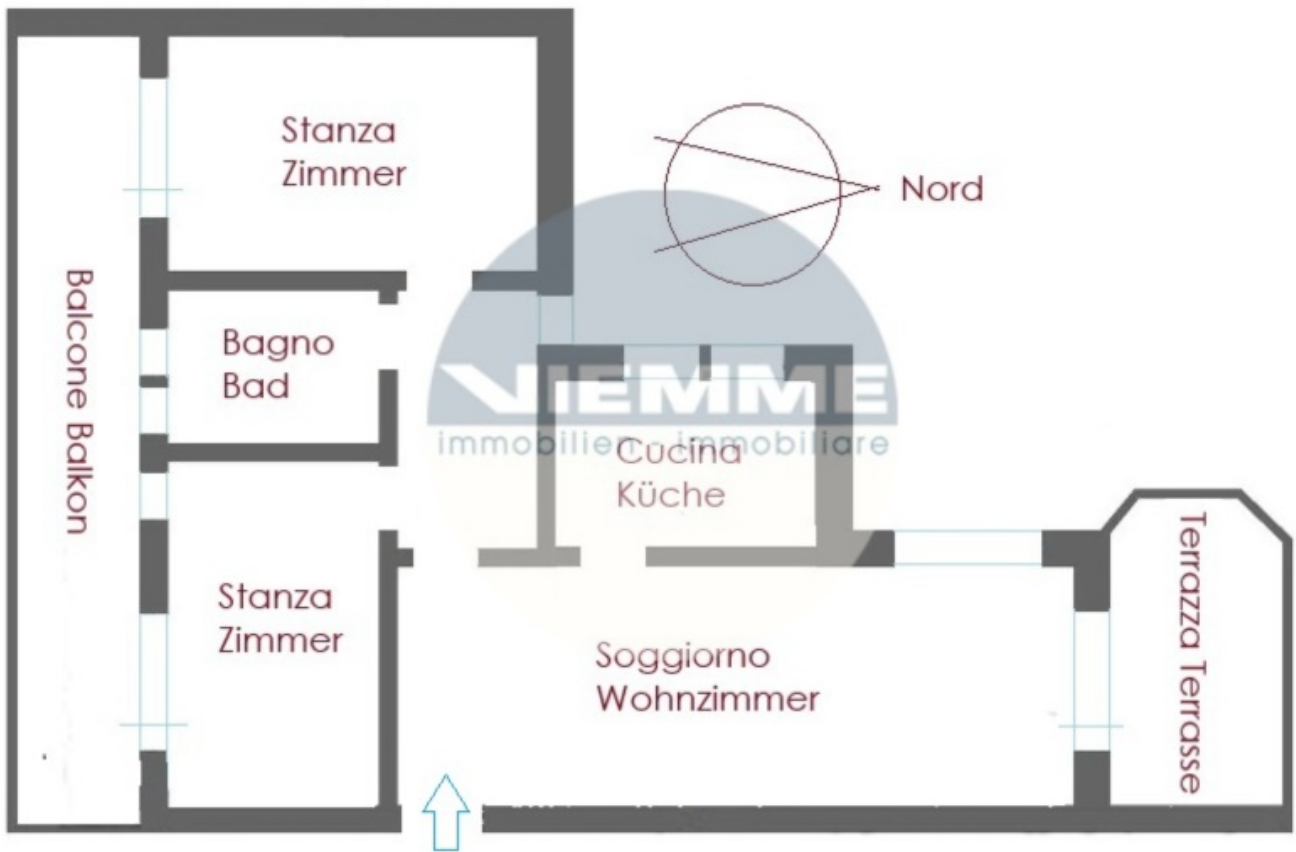 Stanza
Zimmer
Nord
Balcone Balkon
Bagno
Bad
VIEMME
immobilien - immobiliare
Cucina
Küche
Stanza
Zimmer
Soggiorno
Wohnzimmer
Terrazza Terrasse